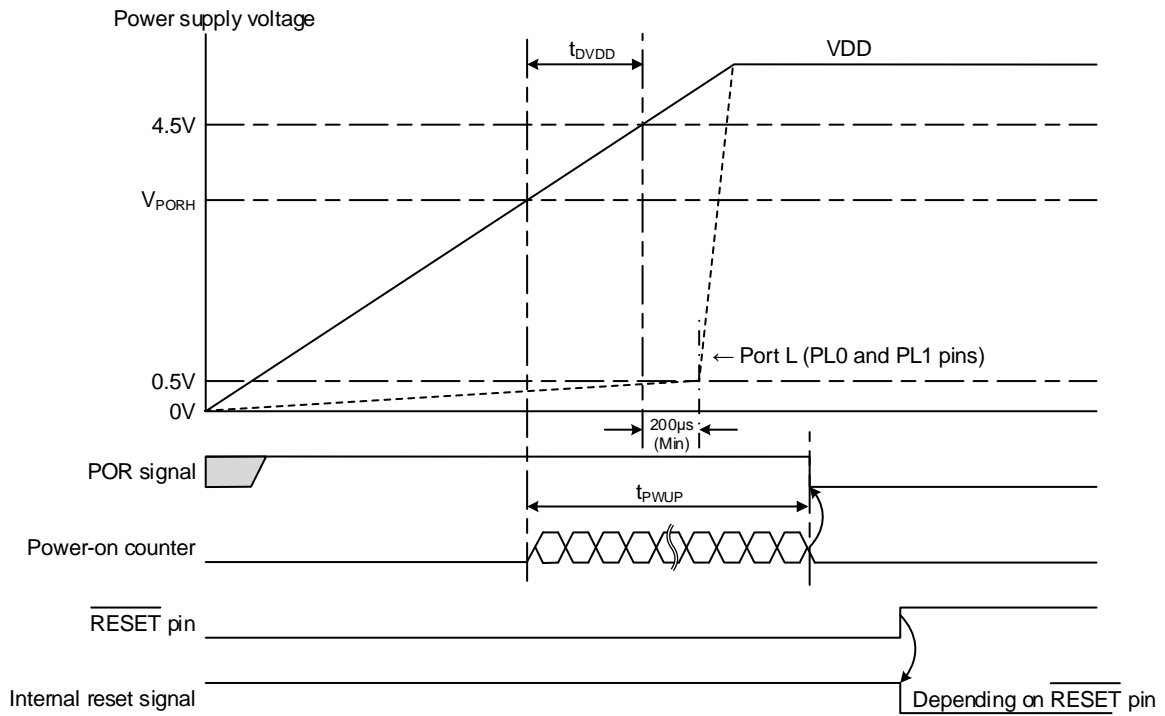 Power supply voltage
tDVDD
VDD
4.5V
VPORH
← Port L (PL0 and PL1 pins)
0.5V
0V
200µs
(Min)
POR signal
tPWUP
Power-on counter
RESET pin
Internal reset signal
Depending on RESET pin